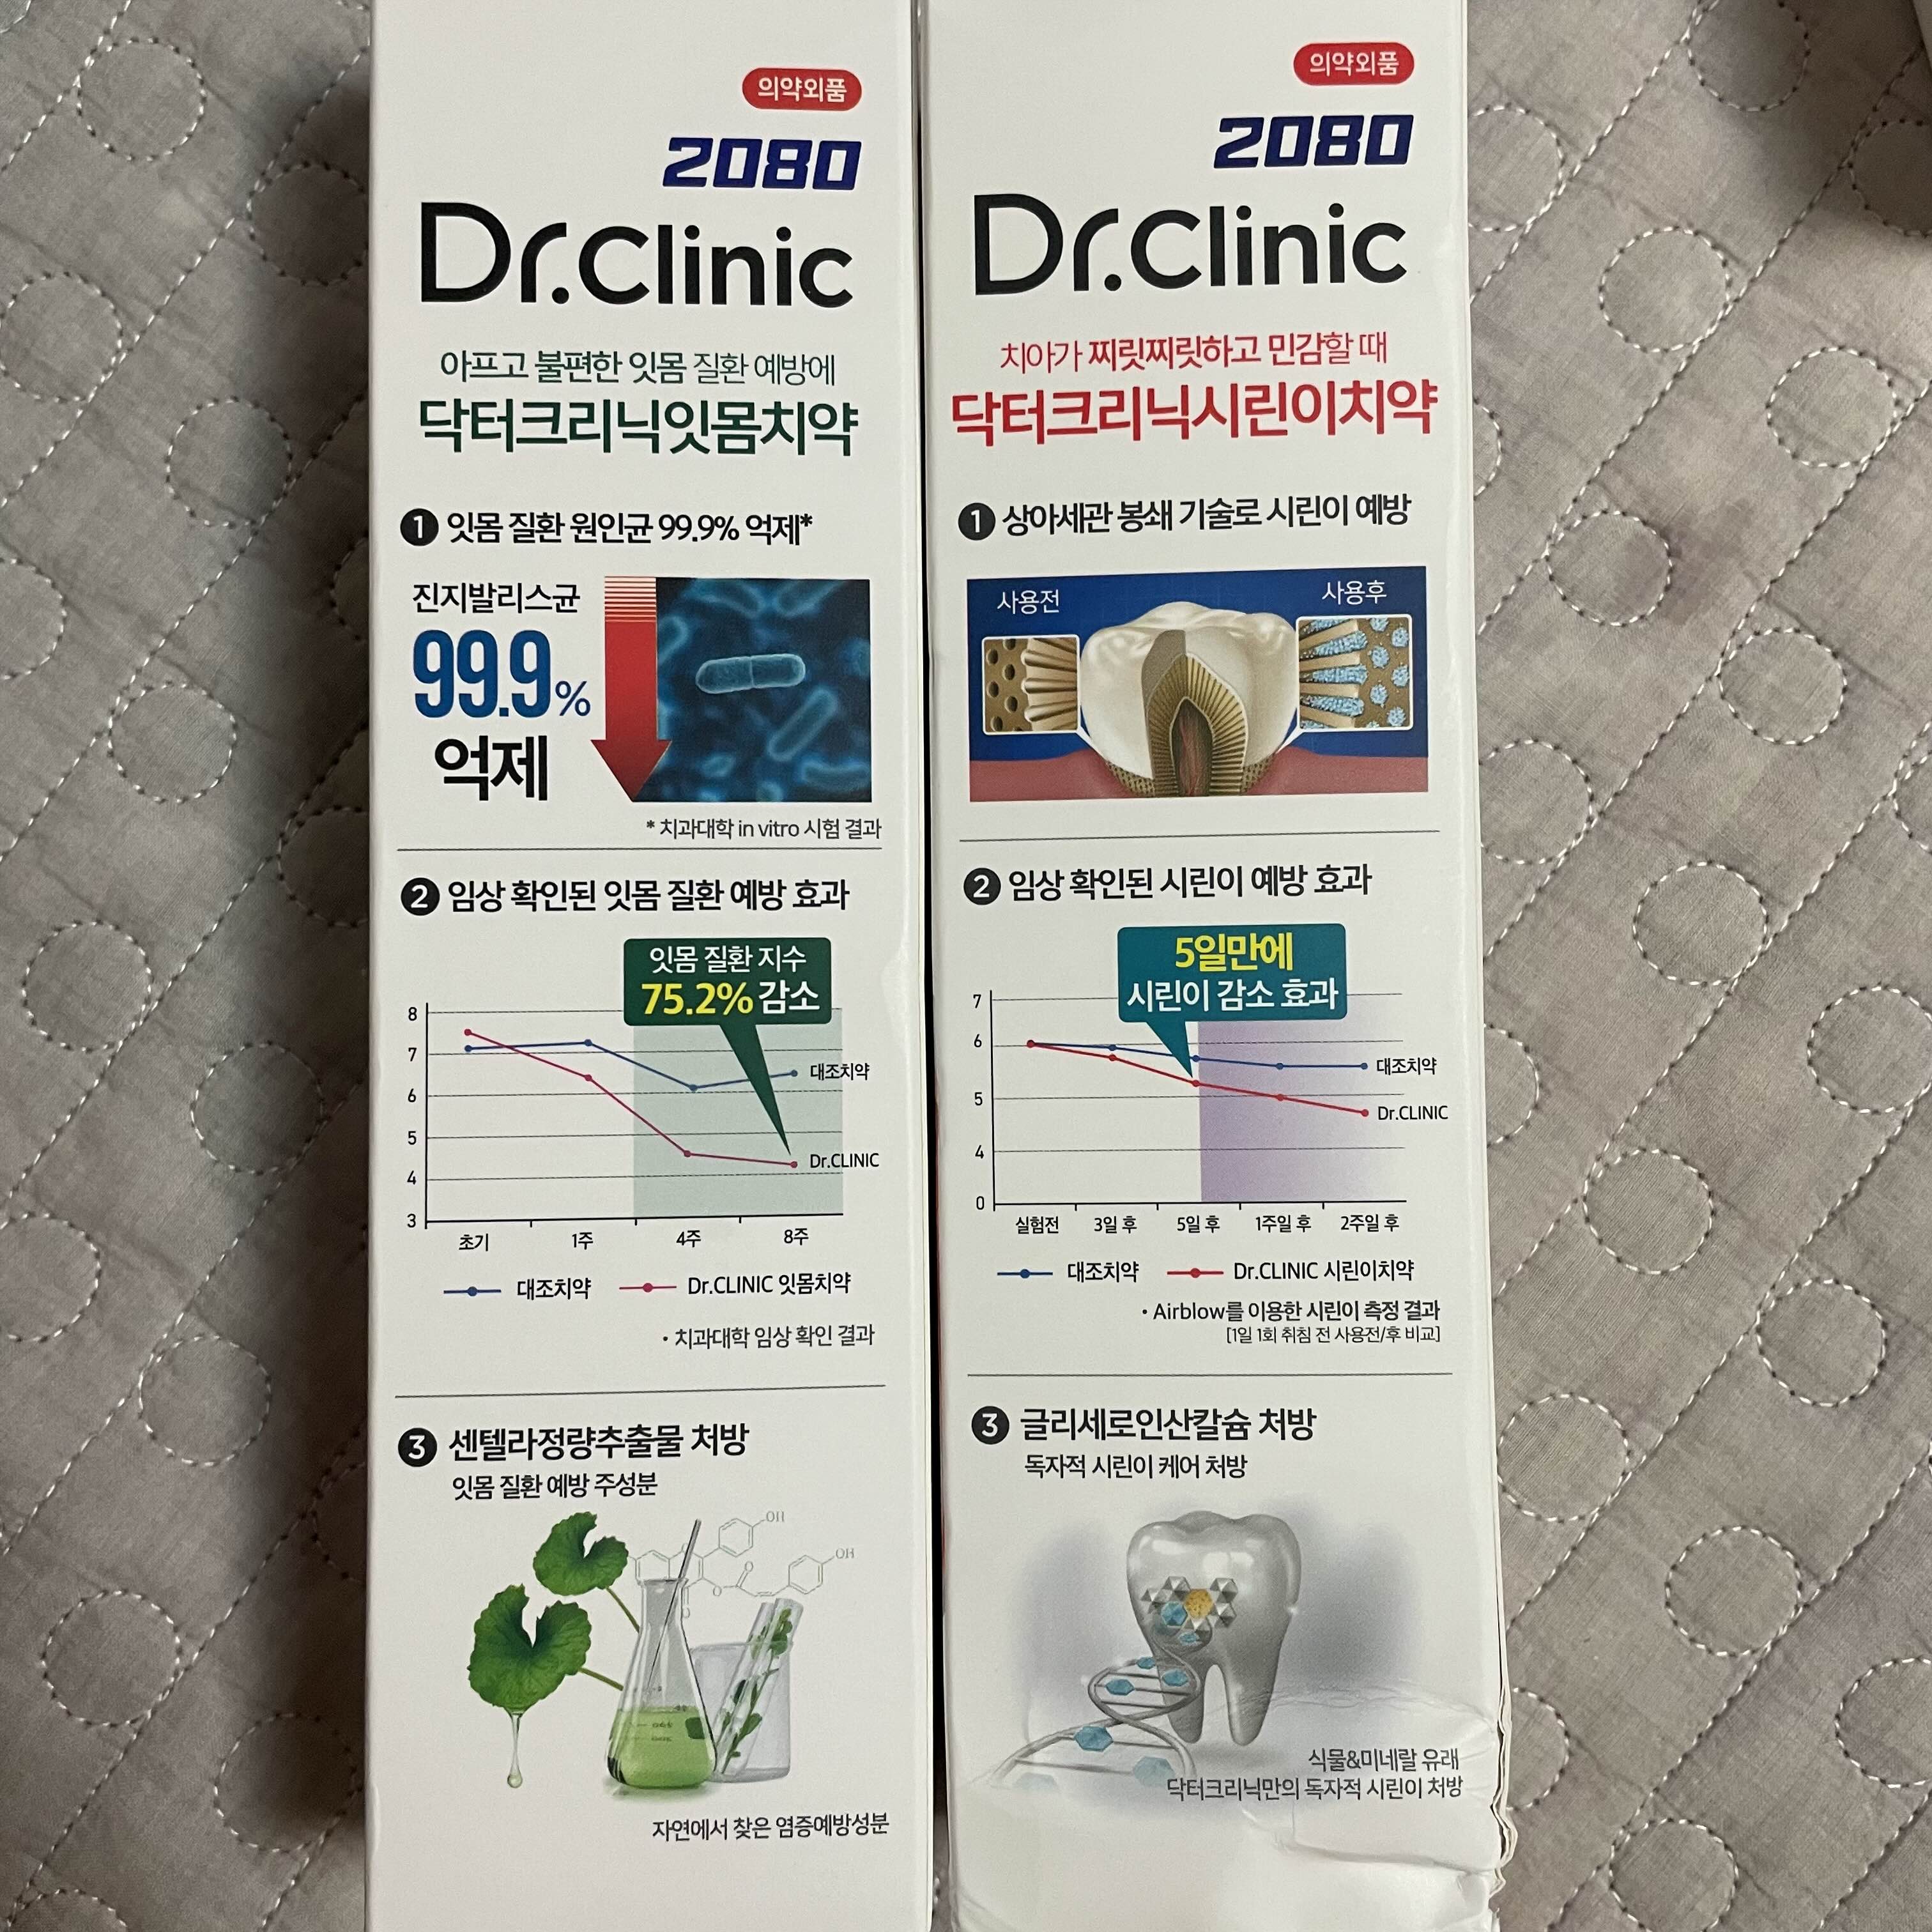 의약외품
2080
Dr.Clinic
아프고 불편한 잇몸 질환 예방에
닥터크리닉잇몸치약
1 잇몸 질환 원인균 99.9% 억제*
진지발리스균
99.9%
억제
* 치과대학 in vitro 시험 결과
2 임상 확인된 잇몸 질환 예방 효과
잇몸 질환 지수
75.2% 감소
8
7
6
5
4
3
대조치약
Dr.CLINIC
초기 1주 4주 8주
대조치약 Dr.CLINIC 잇몸치약
· 치과대학 임상 확인 결과
3 센텔라정량추출물 처방
잇몸 질환 예방 주성분
OH
OH
O
O
자연에서 찾은 염증예방성분
의약외품
2080
Dr.Clinic
치아가 찌릿찌릿하고 민감할 때
닥터크리닉시린이치약
1 상아세관 봉쇄 기술로 시린이 예방
사용전 사용후
2 임상 확인된 시린이 예방 효과
5일만에
시린이 감소 효과
7
6
5
4
0
대조치약
Dr.CLINIC
실험전 3일 후 5일 후 1주일 후 2주일 후
대조치약 Dr.CLINIC 시린이치약
· Airblow를 이용한 시린이 측정 결과
[1일 1회 취침 전 사용전/후 비교]
3 글리세로인산칼슘 처방
독자적 시린이 케어 처방
식물&미네랄 유래
닥터크리닉만의 독자적 시린이 처방